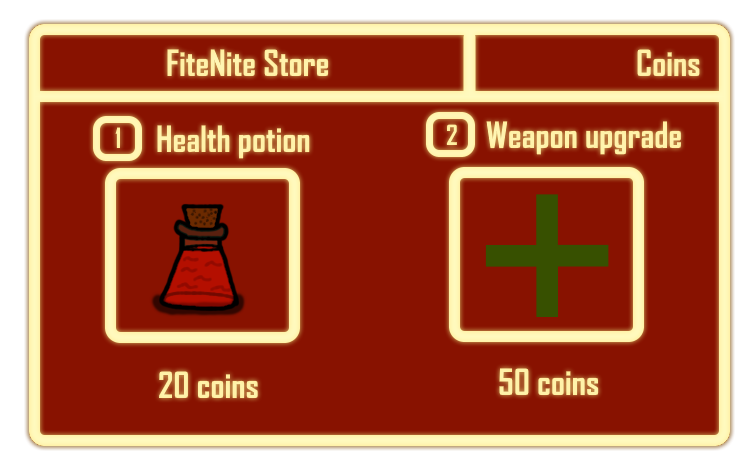 FiteNite Store
Coins
1 Health potion
2 Weapon upgrade
20 coins
50 coins